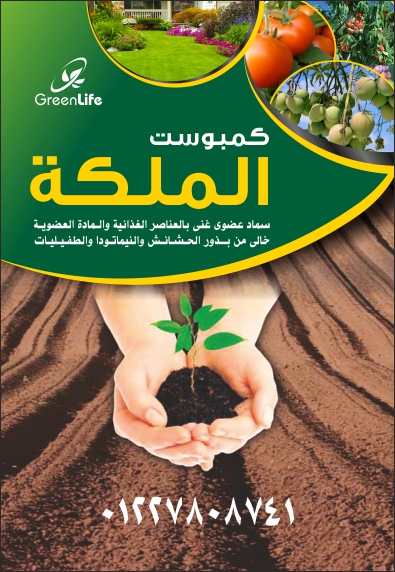 GreenLife
كمبوست
الملكة
سماد عضوى غنى بالعناصر الغذائية والمادة العضوية
خالى من بذور الحشائش والنيماتودا والطفيليات
٠١٢٢٧٨٠٨٧٤١